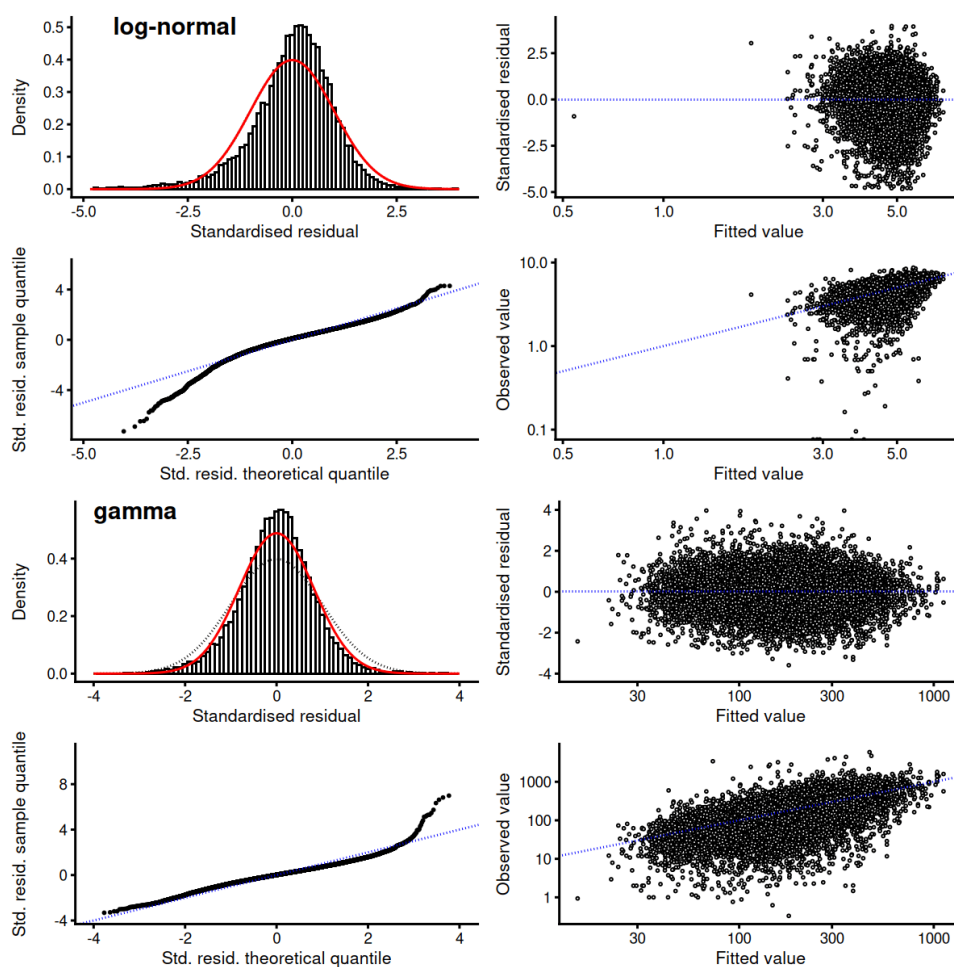 log-normal
Density
0.5
0.4
0.3
0.2
0.1
0.0
-5.0 -2.5 0.0 2.5
Standardised residual
Standardised residual
2.5
0.0
-2.5
-5.0
0.5 1.0 3.0 5.0
Fitted value
Std. resid. sample quantile
4
0
-4
-5.0 -2.5 0.0 2.5
Std. resid. theoretical quantile
Observed value
10.0
1.0
0.1
0.5 1.0 3.0 5.0
Fitted value
gamma
Density
0.4
0.2
0.0
-4 -2 0 2 4
Standardised residual
Standardised residual
4
2
0
-2
-4
30 100 300 1000
Fitted value
Std. resid. sample quantile
8
4
0
-4
-4 -2 0 2 4
Std. resid. theoretical quantile
Observed value
1000
100
10
1
30 100 300 1000
Fitted value